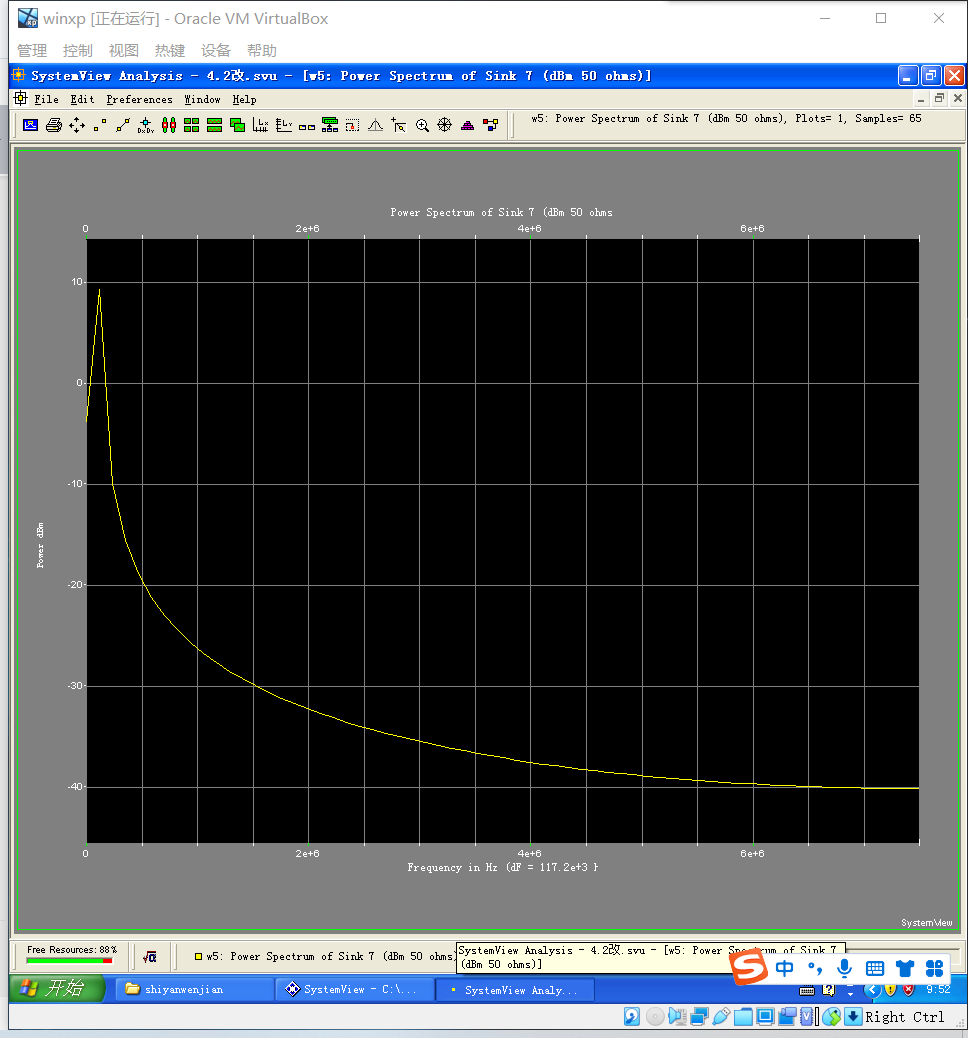 winxp [正在运行] - Oracle VM VirtualBox
管理 控制 视图 热键 设备 帮助
SystemView Analysis - 4.2改.svu - [w5: Power Spectrum of Sink 7 (dBm 50 ohms)]
File Edit Preferences Window Help
w5: Power Spectrum of Sink 7 (dBm 50 ohms), Plots= 1, Samples= 65
Power Spectrum of Sink 7 (dBm 50 ohms
0 2e+6 4e+6 6e+6
10
0
-10
-20
-30
-40
Power dBm
0 2e+6 4e+6 6e+6
Frequency in Hz (dF = 117.2e+3 H
SystemView
Free Resources: 88%
√α
w5: Power Spectrum of Sink 7 (dBm 50 ohms)
SystemView Analysis - 4.2改.svu - [w5: Power Spectrum of Sink 7
(dBm 50 ohms)]
S 中
开始 shiyanwenjian SystemView - C:\... SystemView Analy... 9:52
Right Ctrl